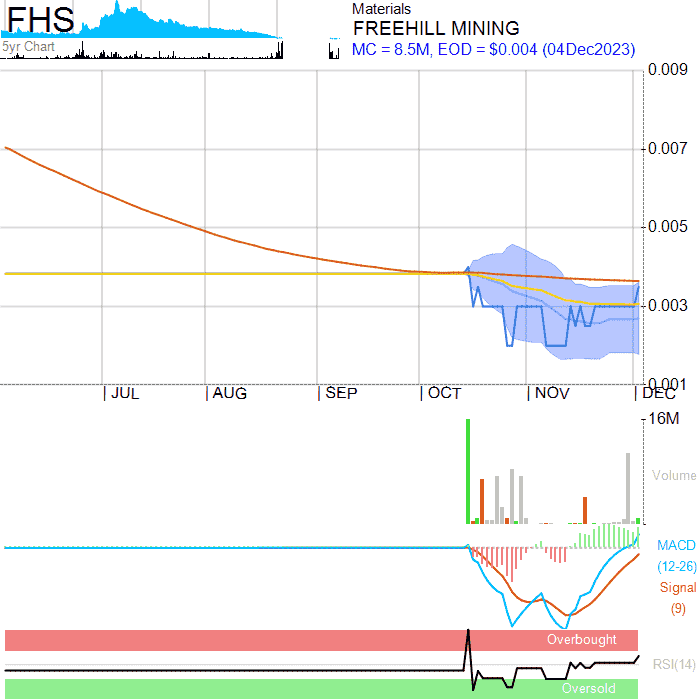 FHS
5yr Chart
Materials
FREEHILL MINING
MC = 8.5M, EOD = $0.004 (04Dec2023)
0.009
0.007
0.005
0.003
0.001
JUL AUG SEP OCT NOV DEC
16M
Volume
MACD
(12-26)
Signal
(9)
Overbought
RSI(14)
Oversold